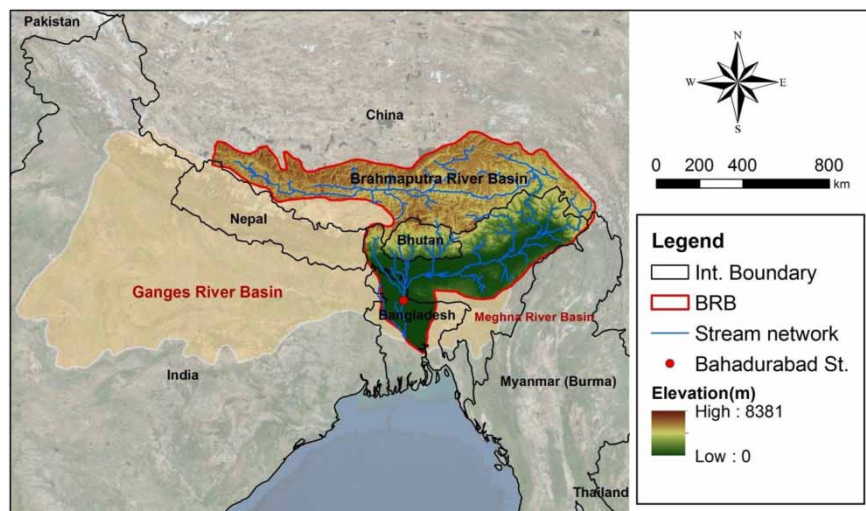 Pakistan
China
Brahmaputra River Basin
Nepal
Bhutan
Ganges River Basin
Bangladesh
Meghna River Basin
India
Myanmar (Burma)
Thailand
N
W
E
S
0 200 400 800
km
Legend
Int. Boundary
BRB
Stream network
Bahadurabad St.
Elevation(m)
High : 8381
Low : 0